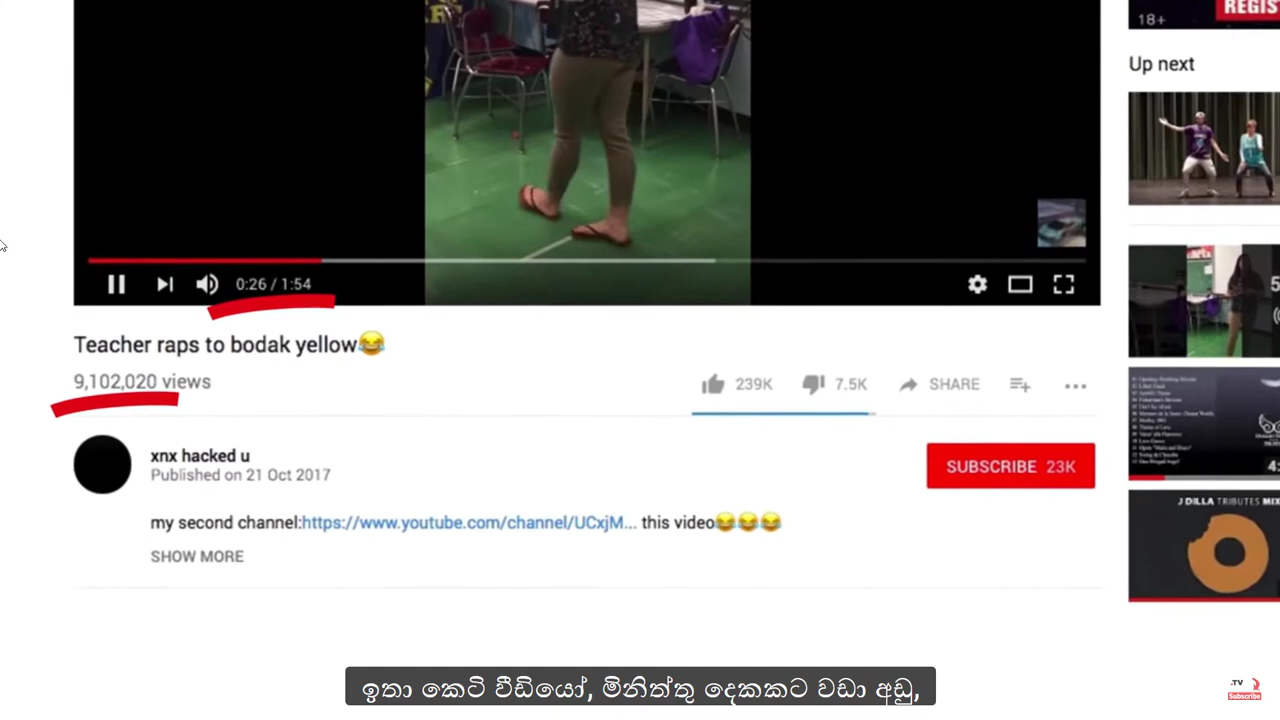 REGIS
18+
Up next
0:26 / 1:54
Teacher raps to bodak yellow😂
9,102,020 views
239K
7.5K
SHARE
xnx hacked u
Published on 21 Oct 2017
SUBSCRIBE 23K
my second channel:https://www.youtube.com/channel/UCxjM... this video😂😂😂
SHOW MORE
J DILLA TRIBUTES MIX
ඉතා කෙටි වීඩියෝ, මිනිත්තු දෙකකට වඩා අඩු,
.TV
Subscribe